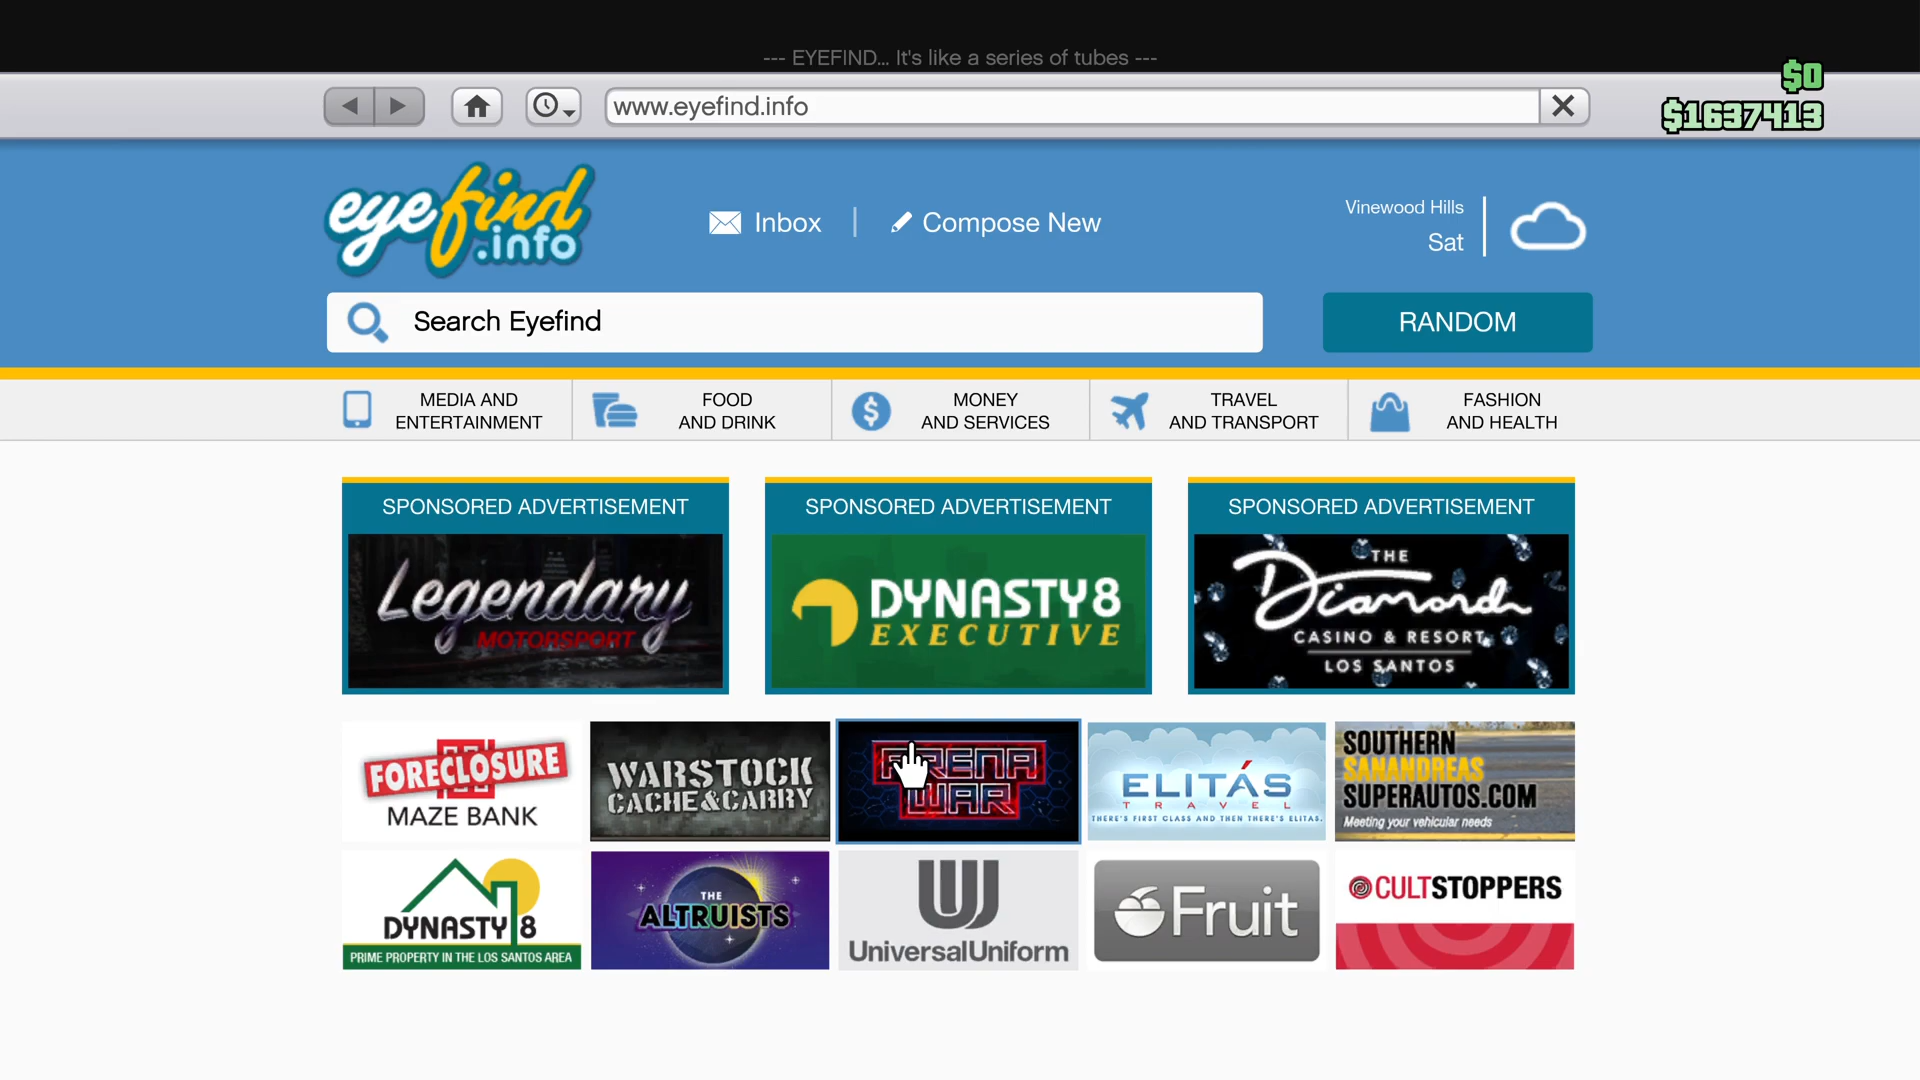 --- EYEFIND... It's like a series of tubes ---
$0
www.eyefind.info
$1637413
eyefind
.info
Inbox
Compose New
Vinewood Hills
Sat
Search Eyefind
RANDOM
MEDIA AND
ENTERTAINMENT
FOOD
AND DRINK
MONEY
AND SERVICES
TRAVEL
AND TRANSPORT
FASHION
AND HEALTH
SPONSORED ADVERTISEMENT
Legendary
MOTORSPORT
SPONSORED ADVERTISEMENT
DYNASTY8
EXECUTIVE
SPONSORED ADVERTISEMENT
THE
Diamond
CASINO & RESORT
LOS SANTOS
FORECLOSURE
MAZE BANK
WARSTOCK
CACHE&CARRY
ARENA
WAR
ELITÁS
TRAVEL
THERE'S FIRST CLASS AND THEN THERE'S ELITAS.
SOUTHERN
SANANDREAS
SUPERAUTOS.COM
Meeting your vehicular needs
DYNASTY 8
PRIME PROPERTY IN THE LOS SANTOS AREA
THE
ALTRUISTS
UniversalUniform
Fruit
CULTSTOPPERS